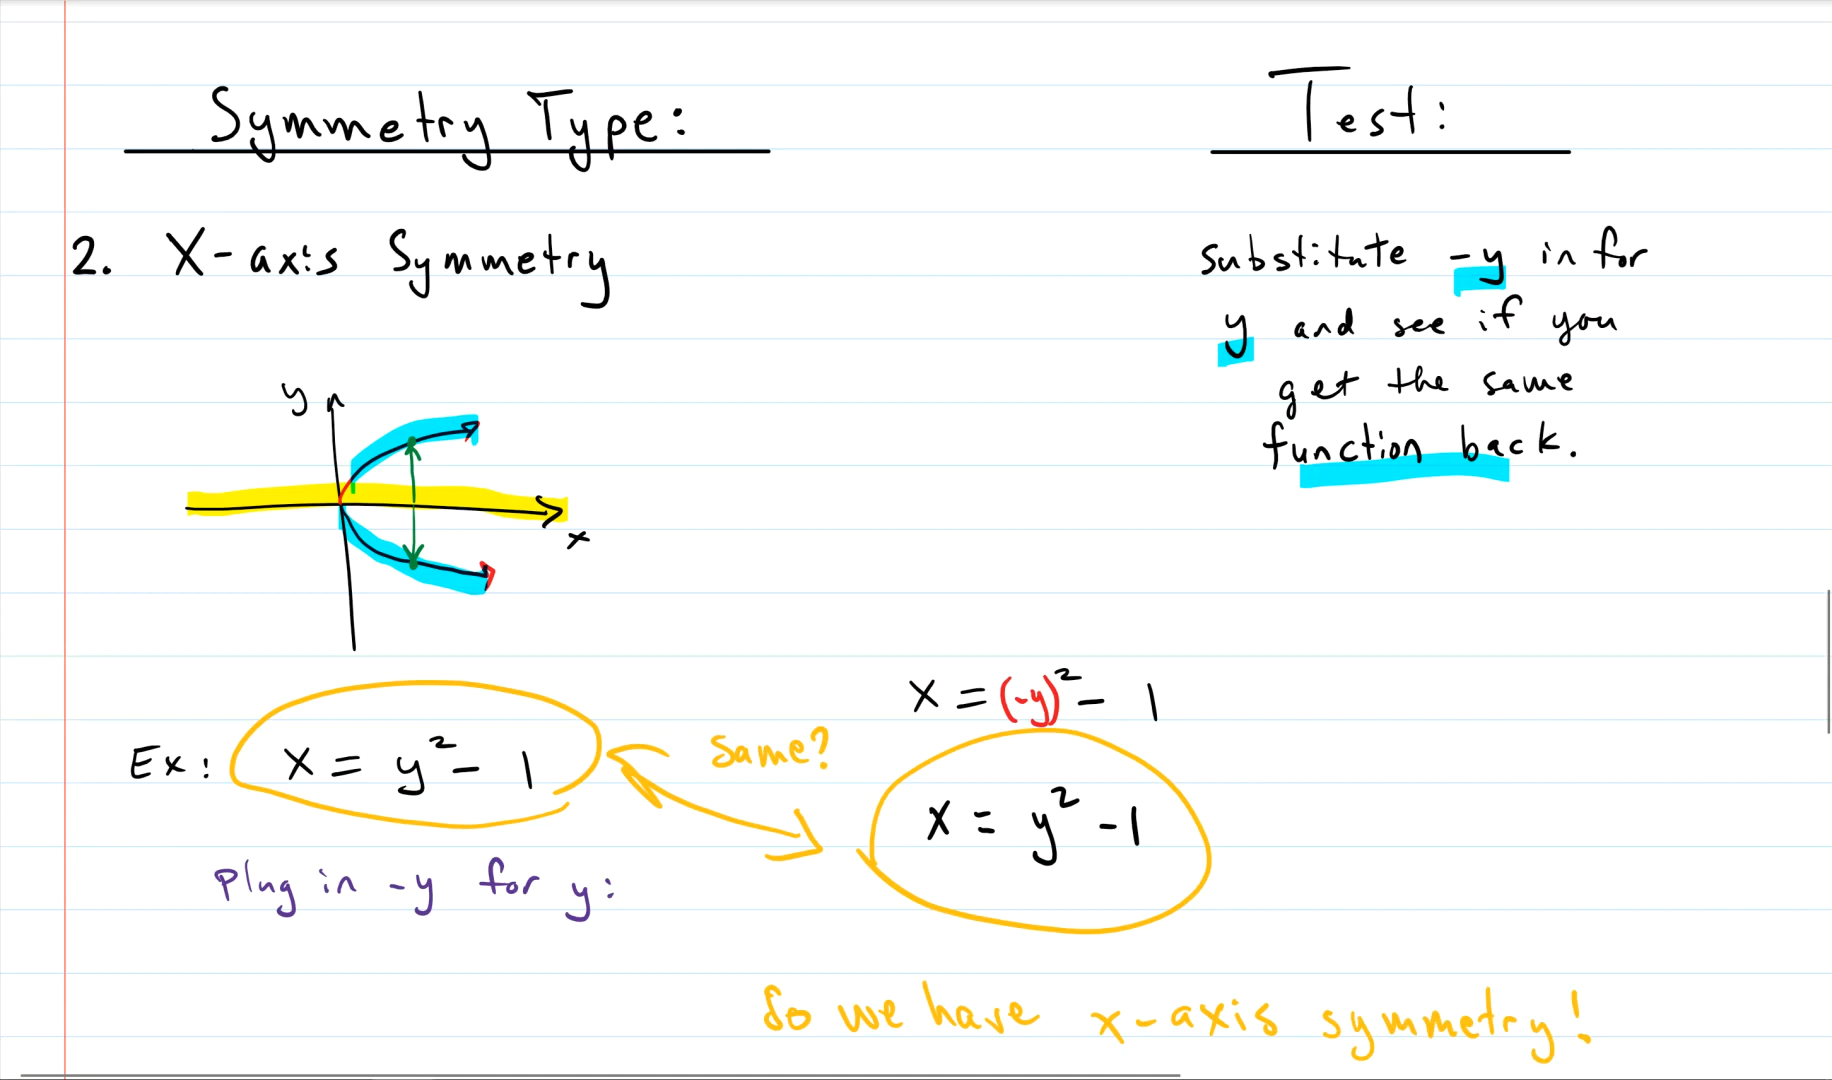 Symmetry Type:
Test:
2. X-axis Symmetry
substitute -y in for
y and see if you
get the same
function back.
y
x
Ex: x = y² - 1
Same?
x = (-y)² - 1
x = y² - 1
Plug in -y for y:
So we have x-axis symmetry!